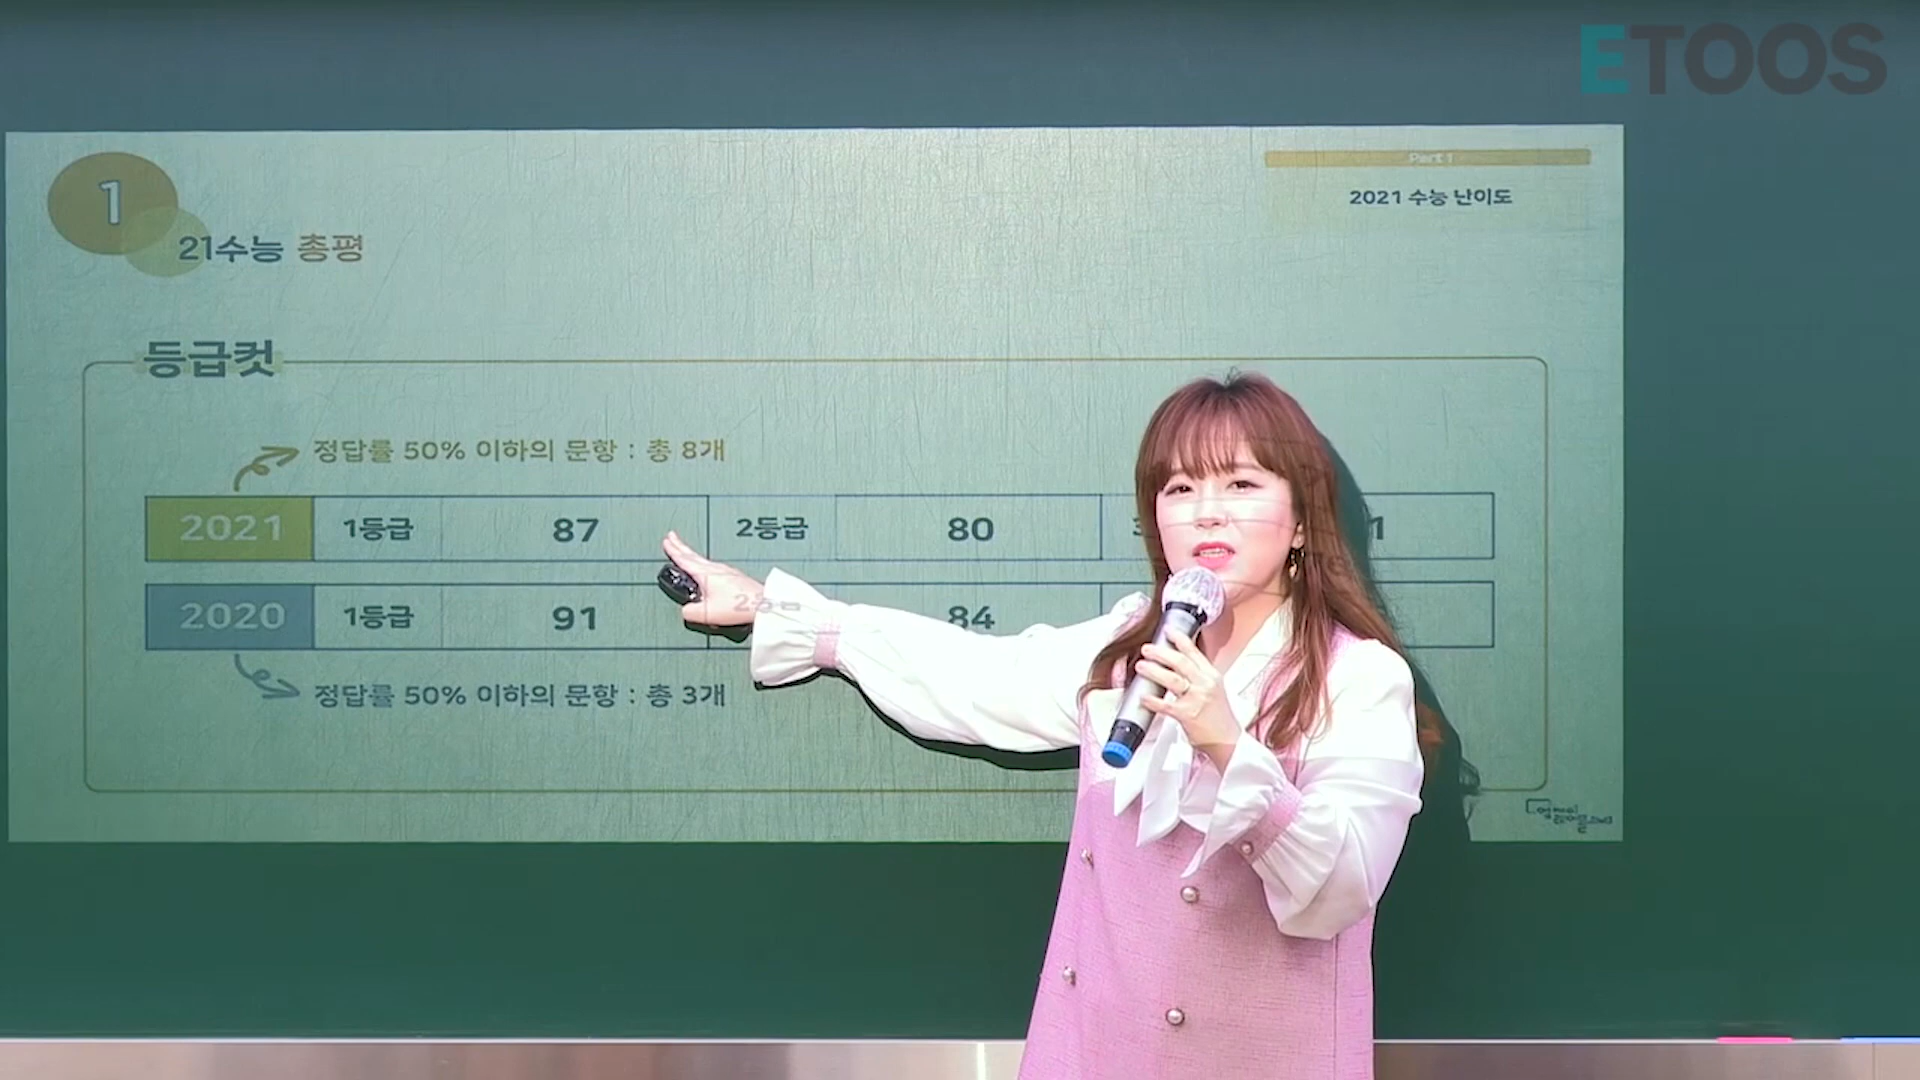 ETOOS
1
21수능 총평
Part 1
2021 수능 난이도
등급컷
정답률 50% 이하의 문항 : 총 8개
2021 1등급 87 2등급 80
2020 1등급 91 84
정답률 50% 이하의 문항 : 총 3개